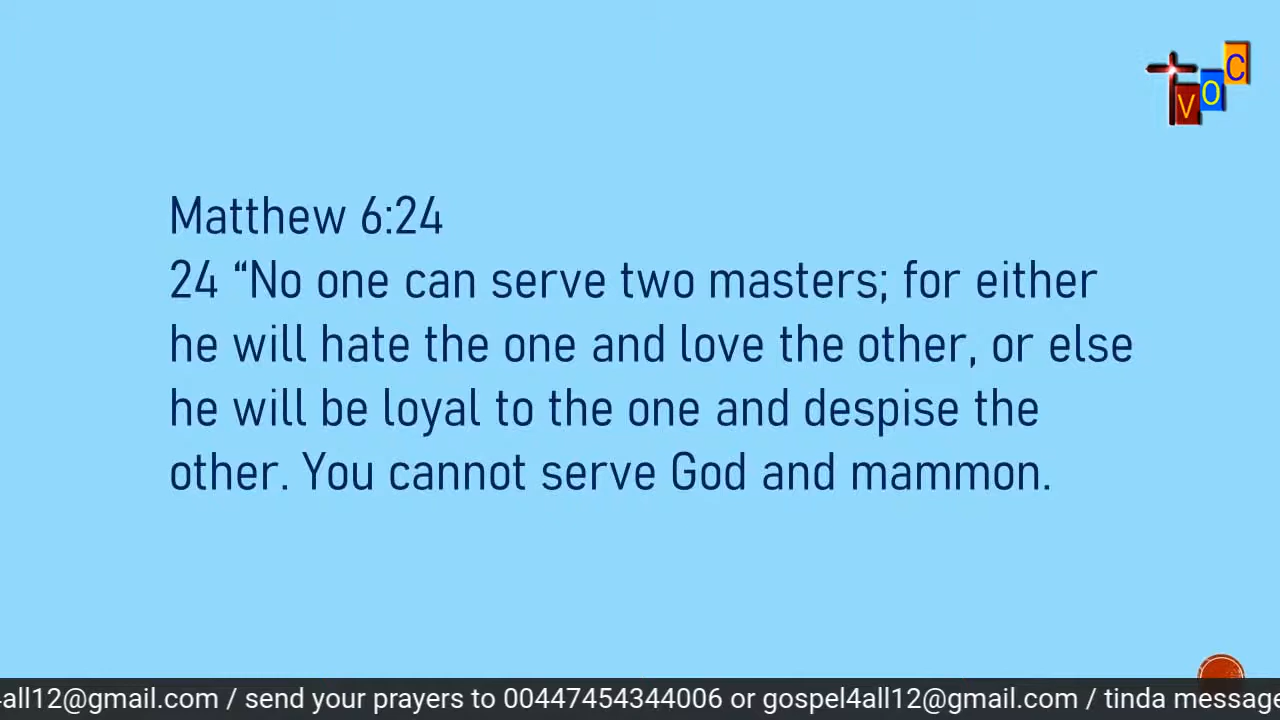 VOC
Matthew 6:24
24 “No one can serve two masters; for either
he will hate the one and love the other, or else
he will be loyal to the one and despise the
other. You cannot serve God and mammon.
4all12@gmail.com / send your prayers to 00447454344006 or gospel4all12@gmail.com / tinda message